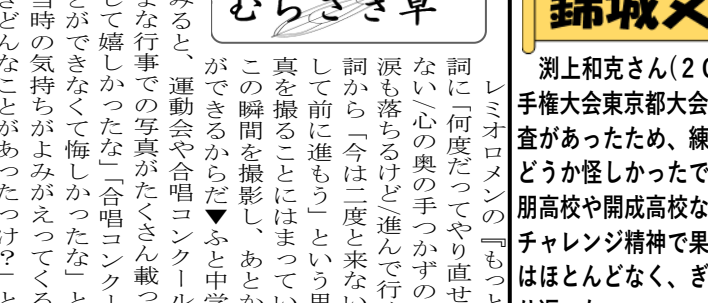 錦城文
渕上和克さん(2
手権大会東京都大会
査があったため、練
どうか怪しかったで
朋高校や開成高校な
チャレンジ精神で果
はほとんどなく、ぎ
むらさき草
レミオロメンの『もっと
詞に「何度だってやり直せ
ない/心の奥の手つかずの
涙も落ちるけど/進んで行
詞から「今は二度と来ない
して前に進もう」という思
真を撮ることにはまってい
この瞬間を撮影し、あとか
ができるからだ▼ふと中学
みると、運動会や合唱コンクール
な行事での写真がたくさん載っ
して嬉しかったな」「合唱コンク
とができなくて悔しかったな」と
当時の気持ちがよみがえってくる
どんなことがあったっけ?」と